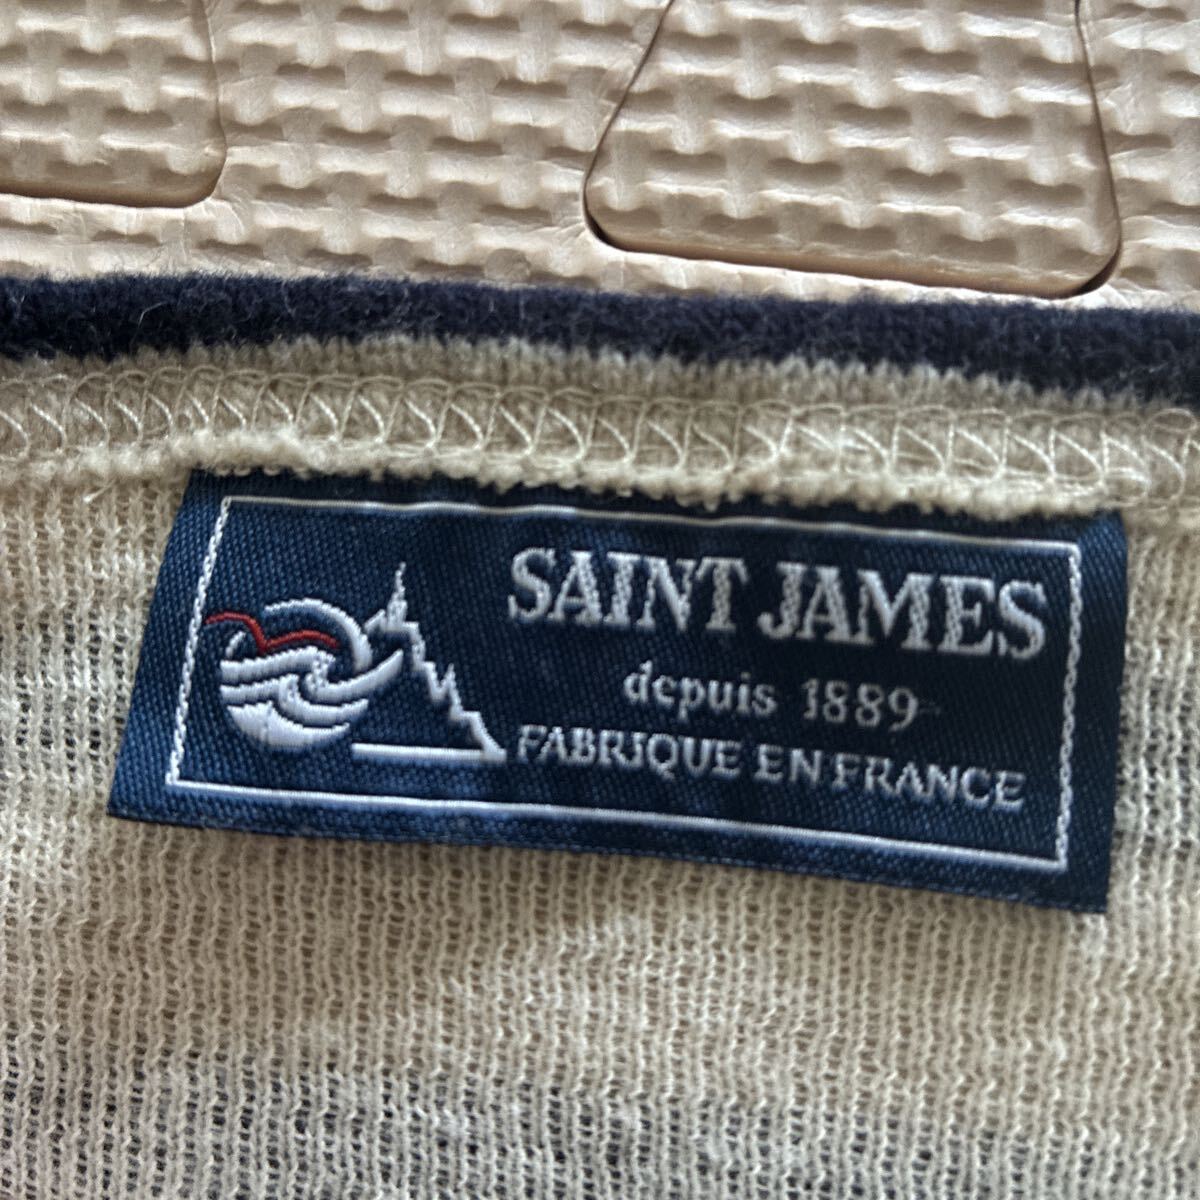 SAINT JAMES
depuis 1889
FABRIQUE EN FRANCE